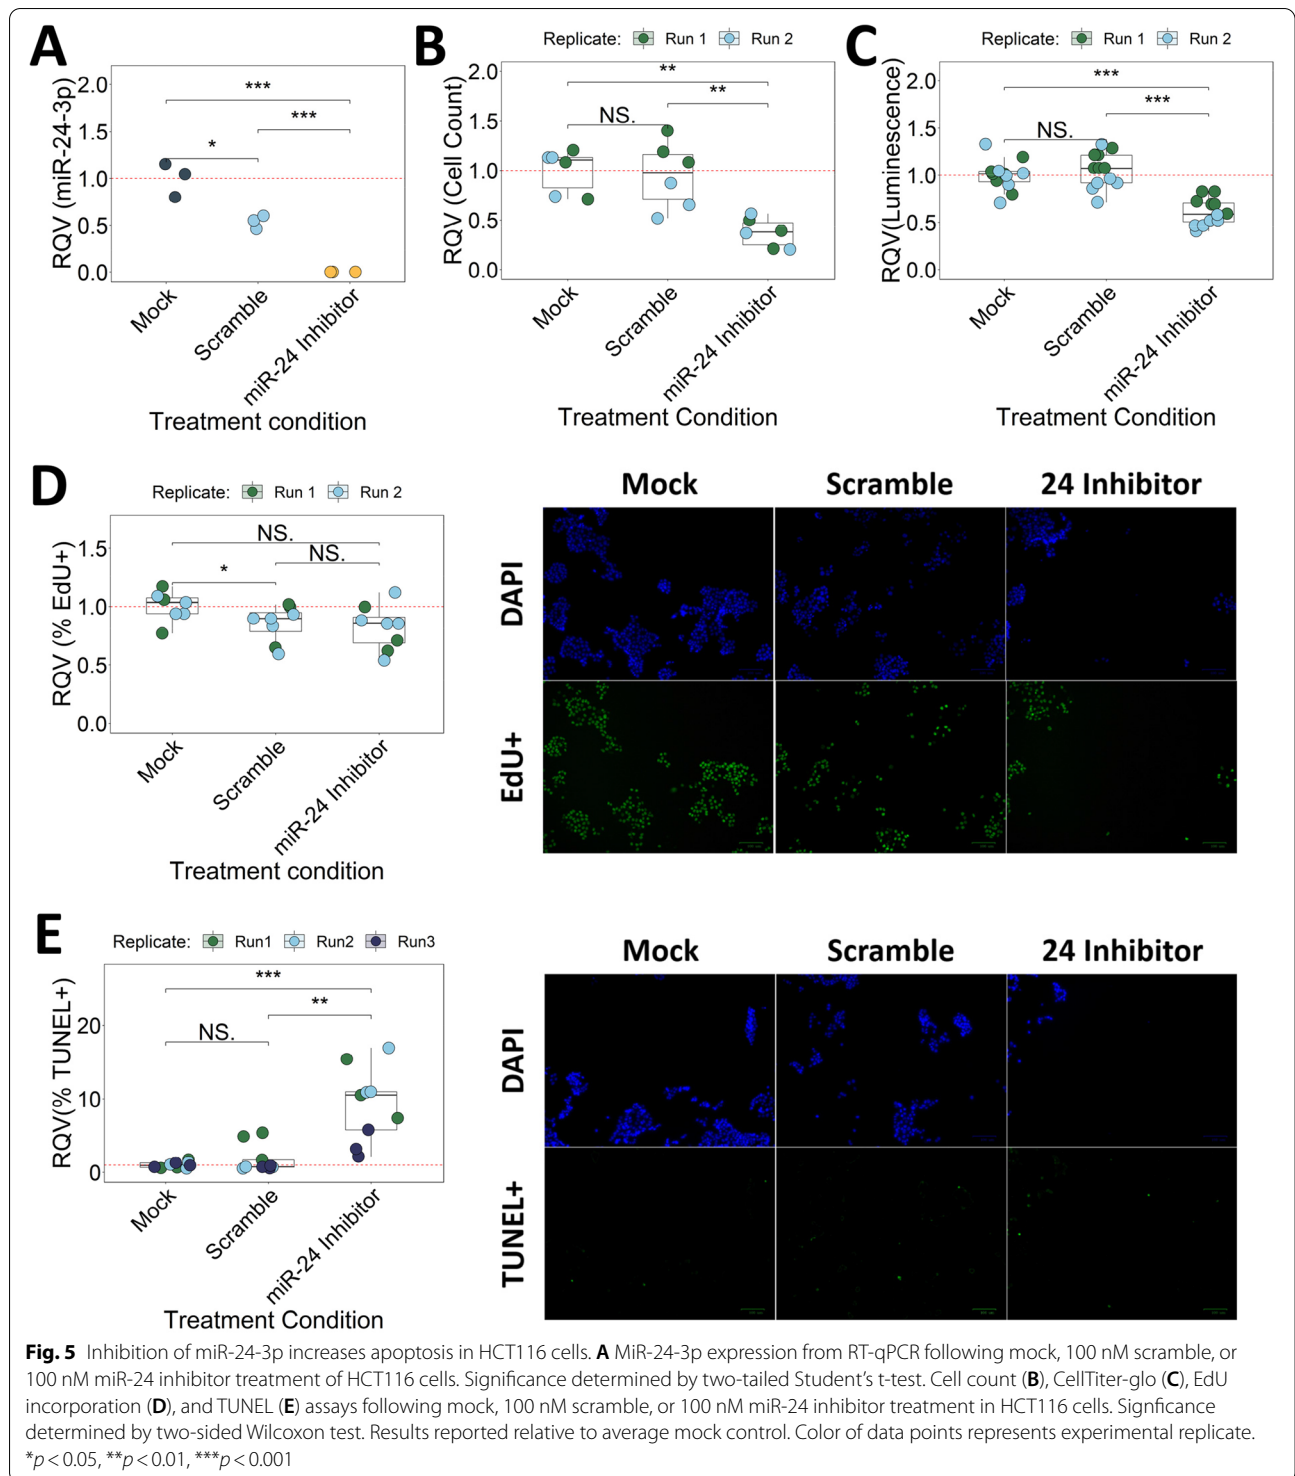 A
RQV (miR-24-3p)
2.0
1.5
1.0
0.5
0.0
***
***
*
Mock
Scramble
miR-24 Inhibitor
Treatment condition
B
Replicate: Run 1 Run 2
RQV (Cell Count)
2.0
1.5
1.0
0.5
0.0
**
**
NS.
Mock
Scramble
miR-24 Inhibitor
Treatment Condition
C
Replicate: Run 1 Run 2
RQV(Luminescence)
2.0
1.5
1.0
0.5
0.0
***
***
NS.
Mock
Scramble
miR-24 Inhibitor
Treatment Condition
D
Replicate: Run 1 Run 2
RQV (% EdU+)
1.5
1.0
0.5
0.0
NS.
NS.
*
Mock
Scramble
miR-24 Inhibitor
Treatment condition
Mock Scramble 24 Inhibitor
DAPI
EdU+
E
Replicate: Run1 Run2 Run3
RQV(% TUNEL+)
20
10
0
***
**
NS.
Mock
Scramble
miR-24 Inhibitor
Treatment Condition
Mock Scramble 24 Inhibitor
DAPI
TUNEL+
Fig. 5 Inhibition of miR-24-3p increases apoptosis in HCT116 cells. A MiR-24-3p expression from RT-qPCR following mock, 100 nM scramble, or
100 nM miR-24 inhibitor treatment of HCT116 cells. Significance determined by two-tailed Student's t-test. Cell count (B), CellTiter-glo (C), EdU
incorporation (D), and TUNEL (E) assays following mock, 100 nM scramble, or 100 nM miR-24 inhibitor treatment in HCT116 cells. Signficance
determined by two-sided Wilcoxon test. Results reported relative to average mock control. Color of data points represents experimental replicate.
*p < 0.05, **p < 0.01, ***p < 0.001